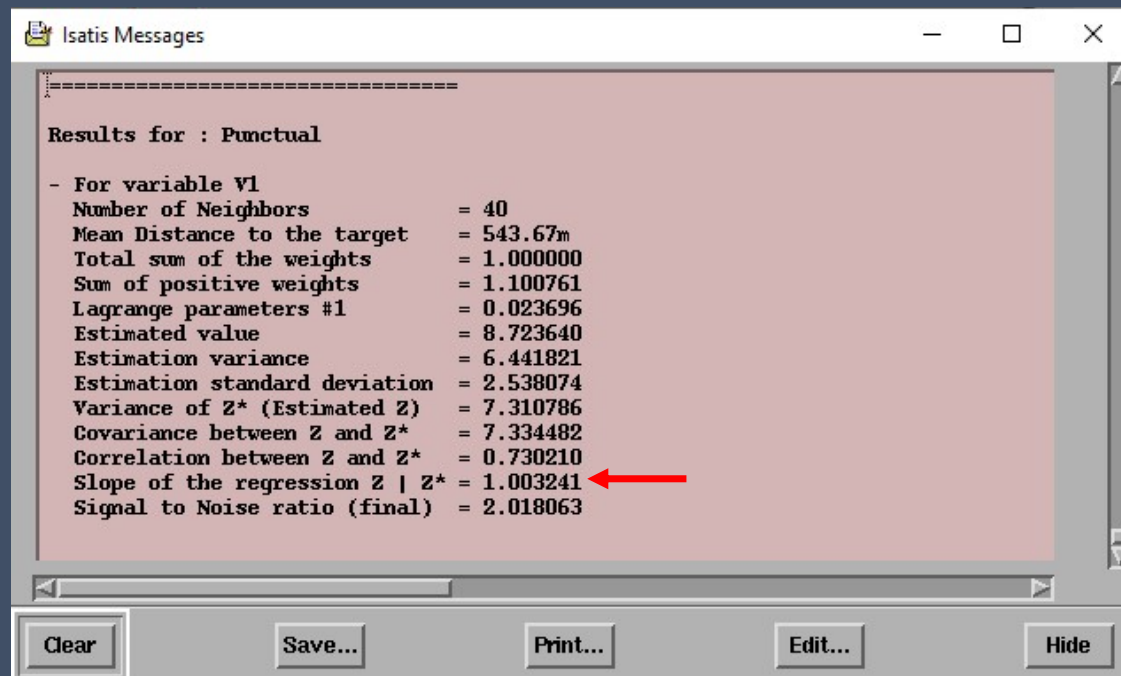 Isatis Messages
=================================
Results for : Punctual
- For variable V1
Number of Neighbors = 40
Mean Distance to the target = 543.67m
Total sum of the weights = 1.000000
Sum of positive weights = 1.100761
Lagrange parameters #1 = 0.023696
Estimated value = 8.723640
Estimation variance = 6.441821
Estimation standard deviation = 2.538074
Variance of Z* (Estimated Z) = 7.310786
Covariance between Z and Z* = 7.334482
Correlation between Z and Z* = 0.730210
Slope of the regression Z | Z* = 1.003241
Signal to Noise ratio (final) = 2.018063
Clear Save... Print... Edit... Hide